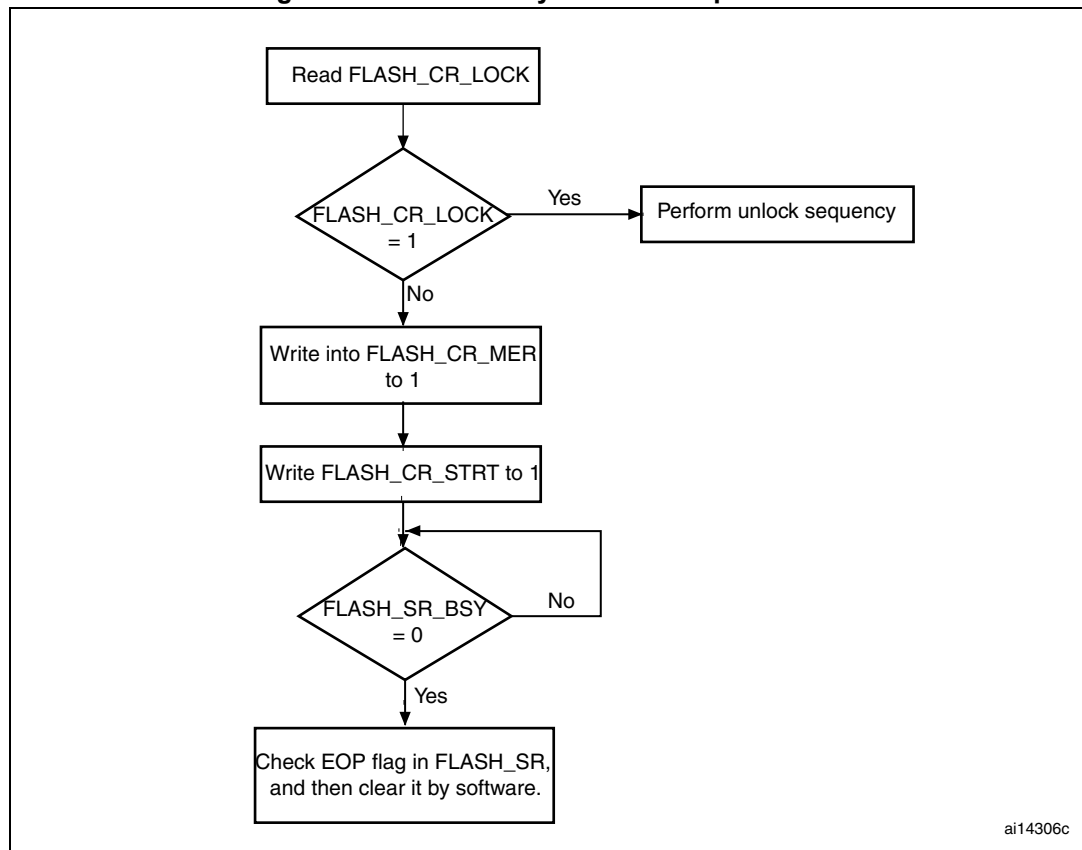 Read FLASH_CR_LOCK
FLASH_CR_LOCK
= 1
Yes
Perform unlock sequency
No
Write into FLASH_CR_MER
to 1
Write FLASH_CR_STRT to 1
FLASH_SR_BSY
= 0
No
Yes
Check EOP flag in FLASH_SR,
and then clear it by software.
ai14306c